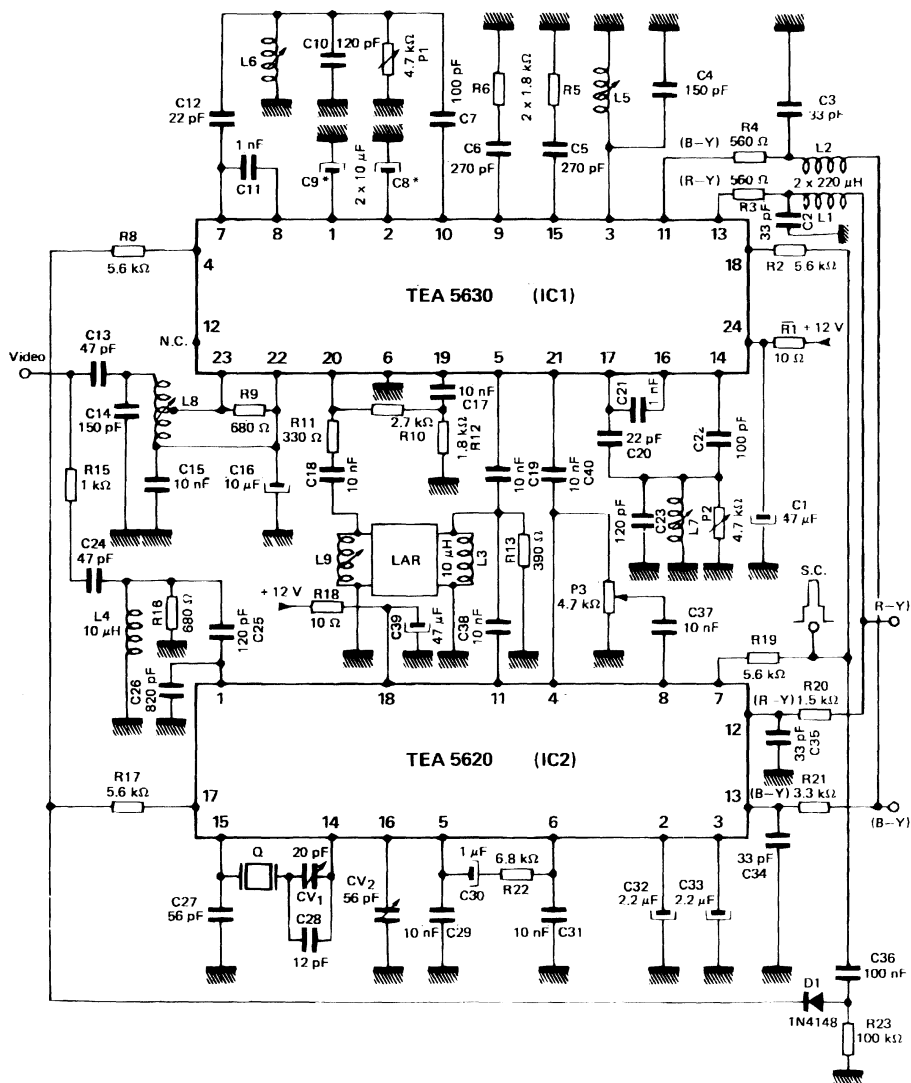 L6
C10 120 pF
4.7 kΩ
P1
C12
22 pF
1 nF
C11
C9 *
2 x 10 µF
C8 *
100 pF
C7
R6
2 x 1.8 kΩ
R5
C6
270 pF
C5
270 pF
L5
C4
150 pF
C3
33 pF
(B–Y)
R4
560 Ω
L2
(R–Y)
560 Ω
R3
2 x 220 µH
L1
33 pF
C2
7 8 1 2 10 9 15 3 11 13
R8
5.6 kΩ
4
18
R2 5.6 kΩ
TEA 5630 (IC1)
12
N.C.
24
R1 + 12 V
10 Ω
23 22 20 6 19 5 21 17 16 14
Video
C13
47 pF
C14
150 pF
L8
R9
680 Ω
R11
330 Ω
2.7 kΩ
R10
10 nF
C17
1.8 kΩ
R12
C21
1 nF
22 pF
C20
C22
100 pF
R15
1 kΩ
C15
10 nF
C16
10 µF
C18
10 nF
10 nF
C19
10 nF
C40
120 pF
C23
L7
P2
4.7 kΩ
C1
47 µF
L9
LAR
10 µH
L3
R13
390 Ω
S.C.
C24
47 pF
+ 12 V
R18
10 Ω
C39
47 µF
C38
10 nF
P3
4.7 kΩ
C37
10 nF
R–Y)
L4
10 µH
R16
680 Ω
120 pF
C25
C26
820 pF
R19
5.6 kΩ
1 18 11 4 8 7
(R–Y)
R20
1.5 kΩ
12
33 pF
C35
TEA 5620 (IC2)
R17
5.6 kΩ
17
13
(B–Y)
R21
3.3 kΩ
(B–Y)
15 14 16 5 6 2 3
Q
20 pF
CV1
C28
12 pF
C27
56 pF
CV2
56 pF
1 µF
C30
6.8 kΩ
R22
10 nF
C29
10 nF
C31
C32
2.2 µF
C33
2.2 µF
33 pF
C34
C36
100 nF
D1
1N4148
R23
100 kΩ